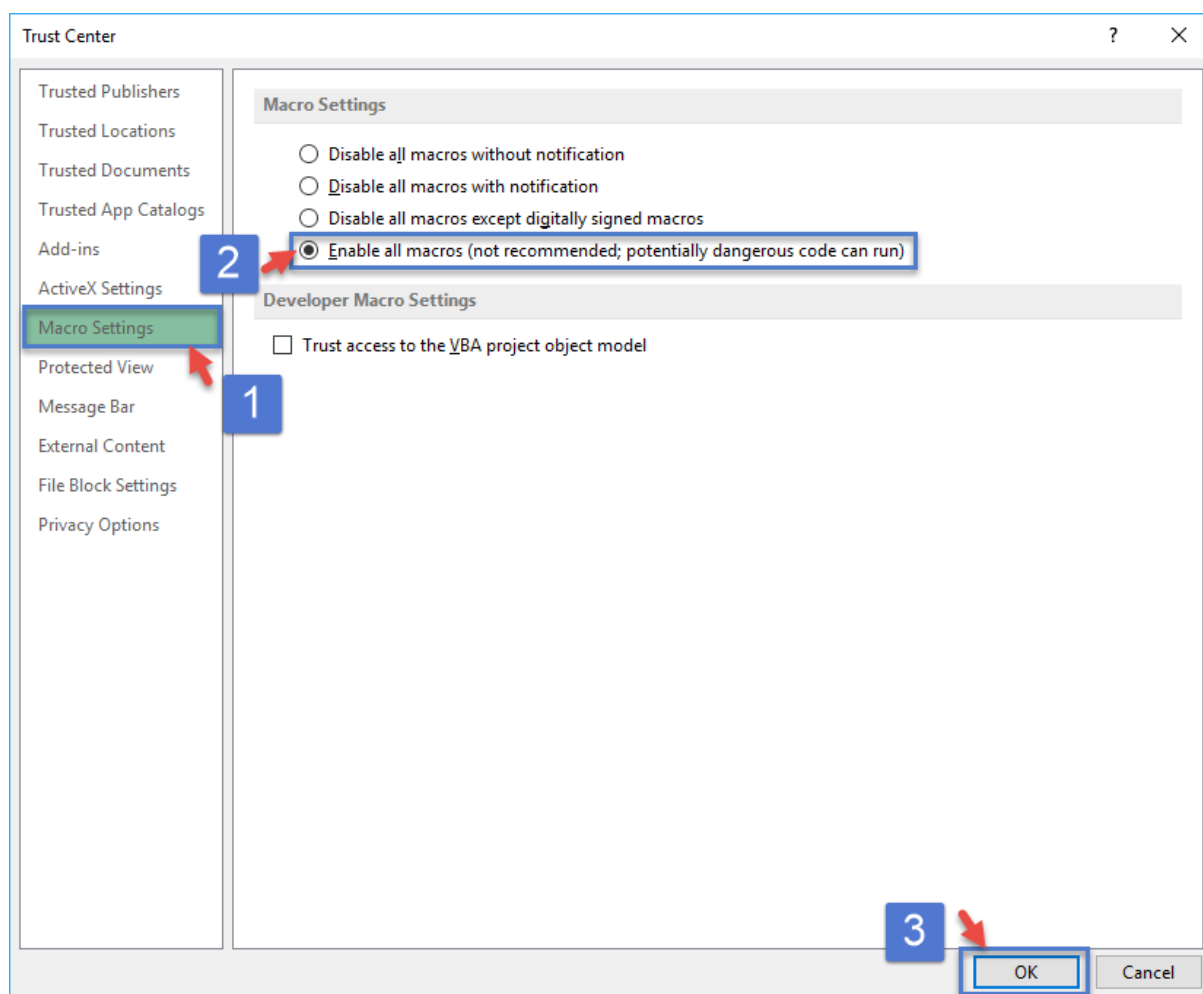 Trust Center
?
Trusted Publishers
Trusted Locations
Trusted Documents
Trusted App Catalogs
Add-ins
ActiveX Settings
Macro Settings
Protected View
Message Bar
External Content
File Block Settings
Privacy Options
Macro Settings
Disable all macros without notification
Disable all macros with notification
Disable all macros except digitally signed macros
2
Enable all macros (not recommended; potentially dangerous code can run)
Developer Macro Settings
Trust access to the VBA project object model
1
3
OK
Cancel